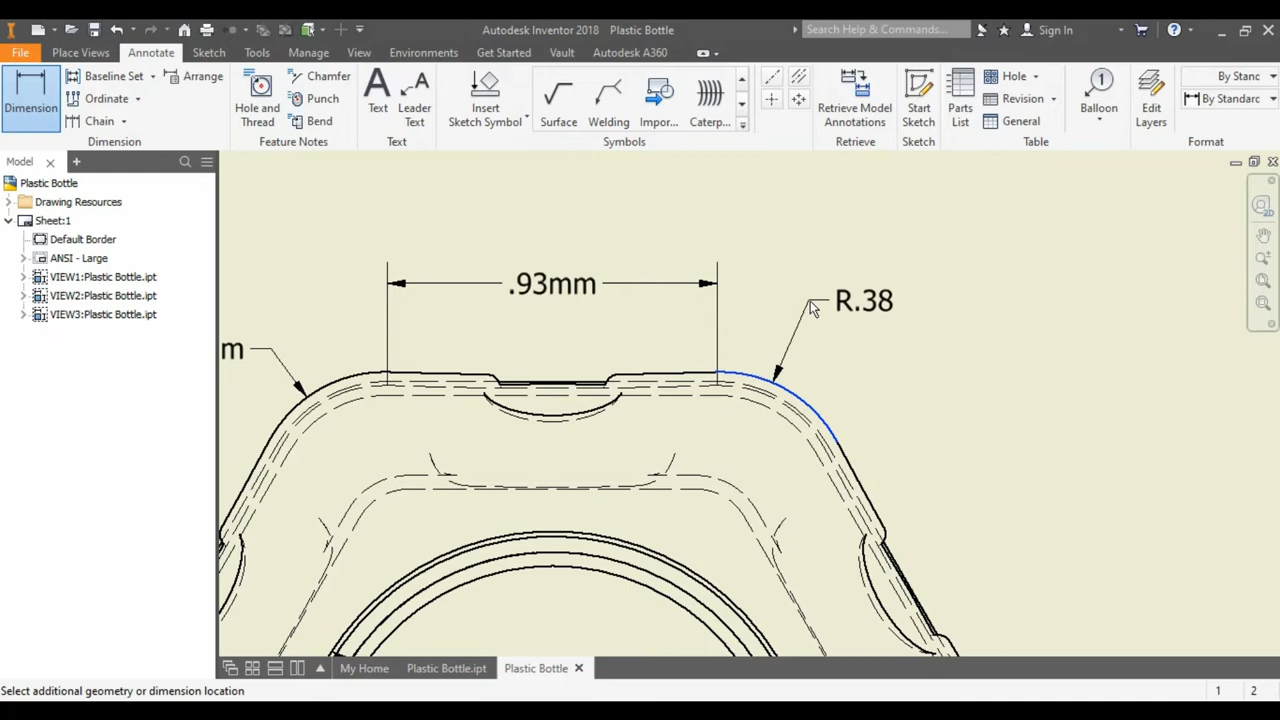 Autodesk Inventor 2018 Plastic Bottle
Search Help & Commands...
Sign In
File Place Views Annotate Sketch Tools Manage View Environments Get Started Vault Autodesk A360
Dimension
Baseline Set
Arrange
Ordinate
Chain
Dimension
Hole and Thread
Chamfer
Punch
Bend
Feature Notes
Text
Leader Text
Text
Insert Sketch Symbol
Surface
Welding
Impor...
Caterp...
Symbols
Retrieve Model Annotations
Retrieve
Start Sketch
Sketch
Parts List
Hole
Revision
General
Table
Balloon
Edit Layers
By Stanc
By Standarc
Format
Model
Plastic Bottle
Drawing Resources
Sheet:1
Default Border
ANSI - Large
VIEW1:Plastic Bottle.ipt
VIEW2:Plastic Bottle.ipt
VIEW3:Plastic Bottle.ipt
.93mm
R.38
m
2D
My Home Plastic Bottle.ipt Plastic Bottle
Select additional geometry or dimension location
1 2